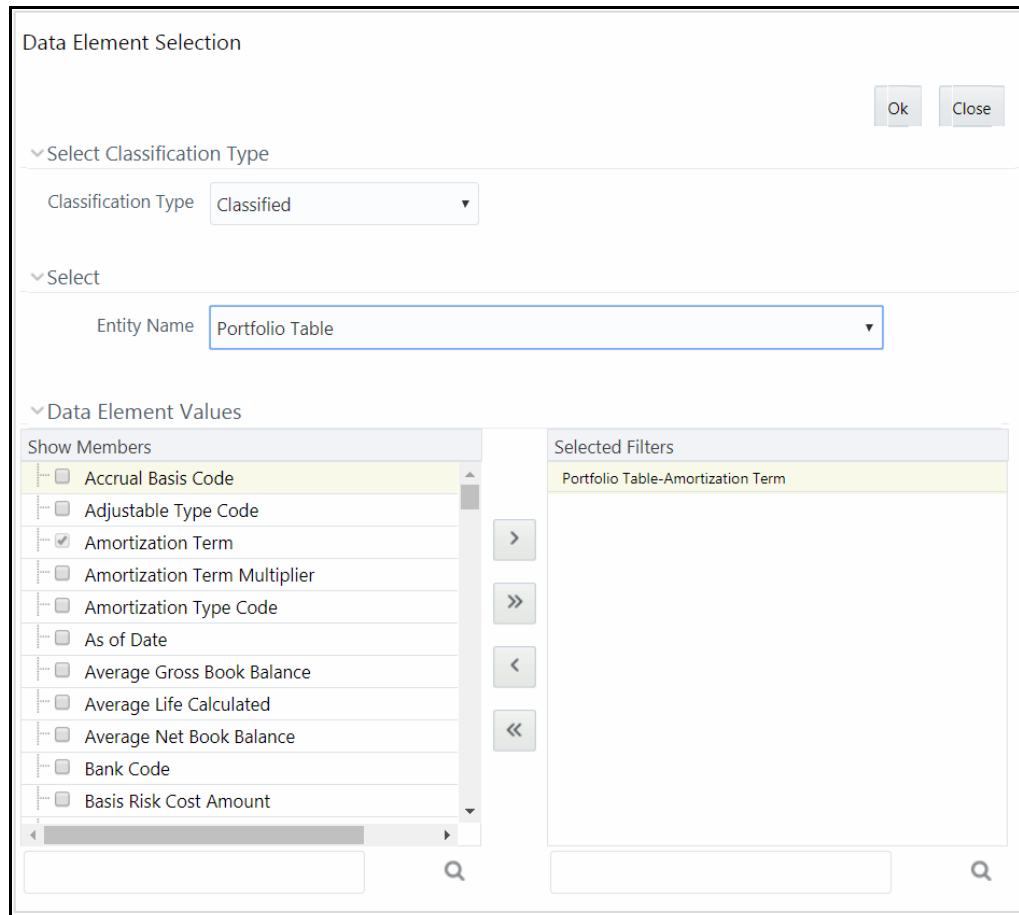 Data Element Selection
Ok Close
Select Classification Type
Classification Type Classified
Select
Entity Name Portfolio Table
Data Element Values
Show Members
Accrual Basis Code
Adjustable Type Code
Amortization Term
Amortization Term Multiplier
Amortization Type Code
As of Date
Average Gross Book Balance
Average Life Calculated
Average Net Book Balance
Bank Code
Basis Risk Cost Amount
Selected Filters
Portfolio Table-Amortization Term